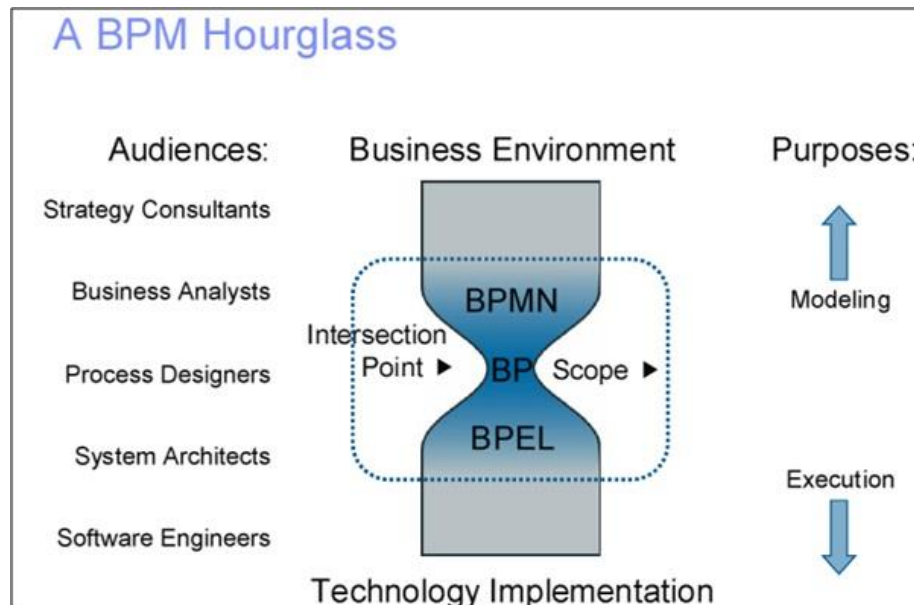 A BPM Hourglass
Audiences:
Business Environment
Purposes:
Strategy Consultants
Business Analysts
BPMN
Modeling
Intersection
Point
BP
Scope
Process Designers
BPEL
System Architects
Execution
Software Engineers
Technology Implementation